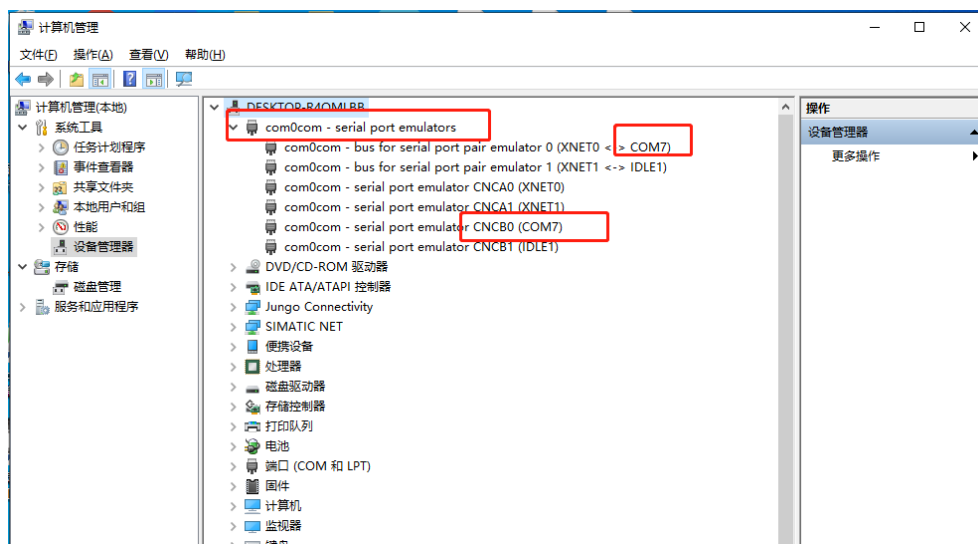 计算机管理
文件(F) 操作(A) 查看(V) 帮助(H)
计算机管理(本地)
系统工具
任务计划程序
事件查看器
共享文件夹
本地用户和组
性能
设备管理器
存储
磁盘管理
服务和应用程序
DESKTOP-R4OMLBB
com0com - serial port emulators
com0com - bus for serial port pair emulator 0 (XNET0 <-> COM7)
com0com - bus for serial port pair emulator 1 (XNET1 <-> IDLE1)
com0com - serial port emulator CNCA0 (XNET0)
com0com - serial port emulator CNCA1 (XNET1)
com0com - serial port emulator CNCB0 (COM7)
com0com - serial port emulator CNCB1 (IDLE1)
DVD/CD-ROM 驱动器
IDE ATA/ATAPI 控制器
Jungo Connectivity
SIMATIC NET
便携设备
处理器
磁盘驱动器
存储控制器
打印队列
电池
端口 (COM 和 LPT)
固件
计算机
监视器
操作
设备管理器
更多操作